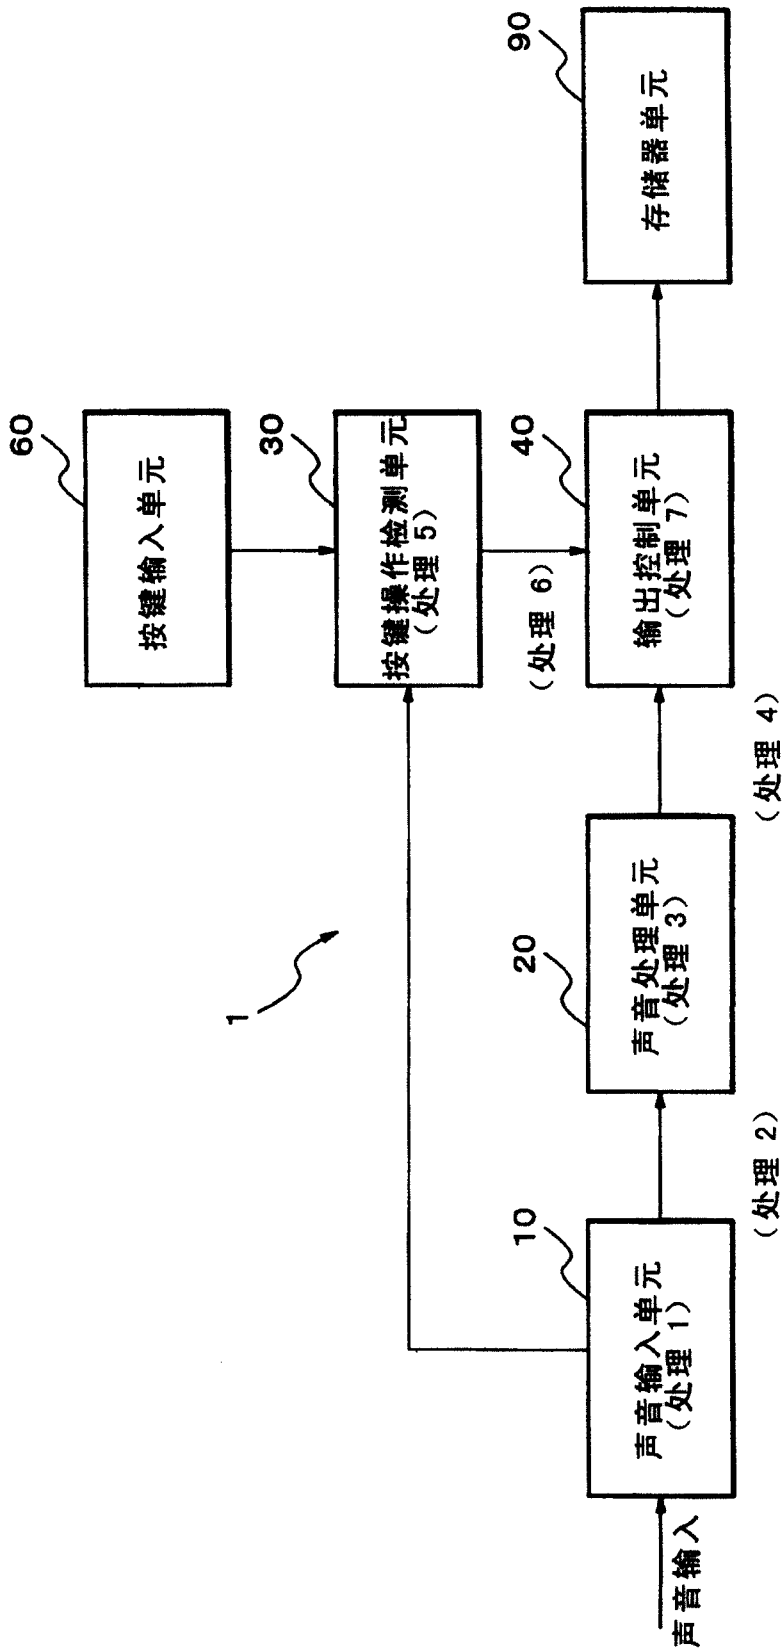 60
按键输入单元
30
按键操作检测单元
（处理 5）
（处理 6）
1
声音输入
10
声音输入单元
（处理 1）
（处理 2）
20
声音处理单元
（处理 3）
（处理 4）
40
输出控制单元
（处理 7）
90
存储器单元